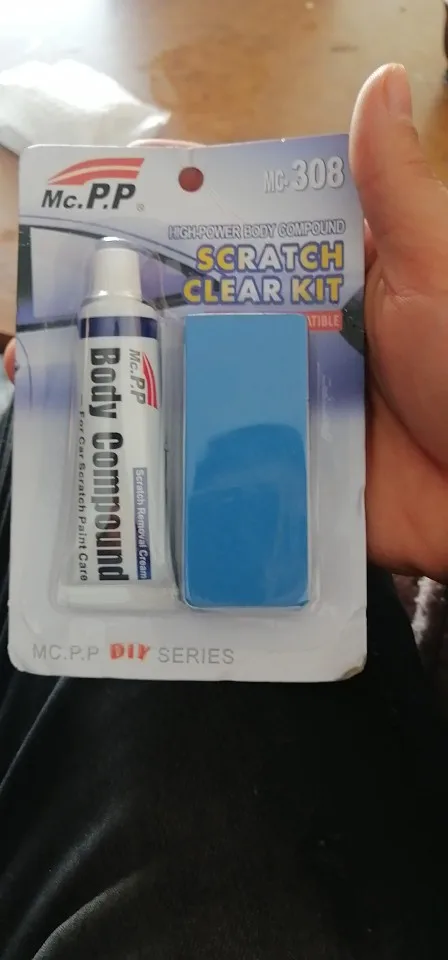 Mc.P.P®
MC-308
HIGH-POWER BODY COMPOUND
SCRATCH
CLEAR KIT
Mc.P.P
Body Compound
Scratch Removal Cream
— For Car Scratch Paint Care
MC.P.P DIY SERIES